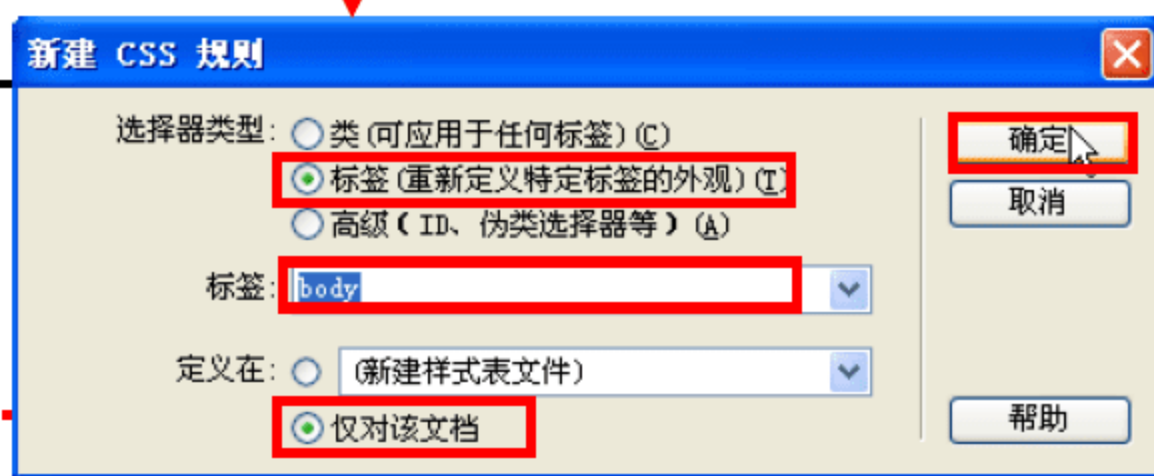 新建 CSS 规则
选择器类型: 类(可应用于任何标签)(C)
标签(重新定义特定标签的外观)(T)
高级(ID、伪类选择器等)(A)
标签: body
定义在: (新建样式表文件)
仅对该文档
确定
取消
帮助